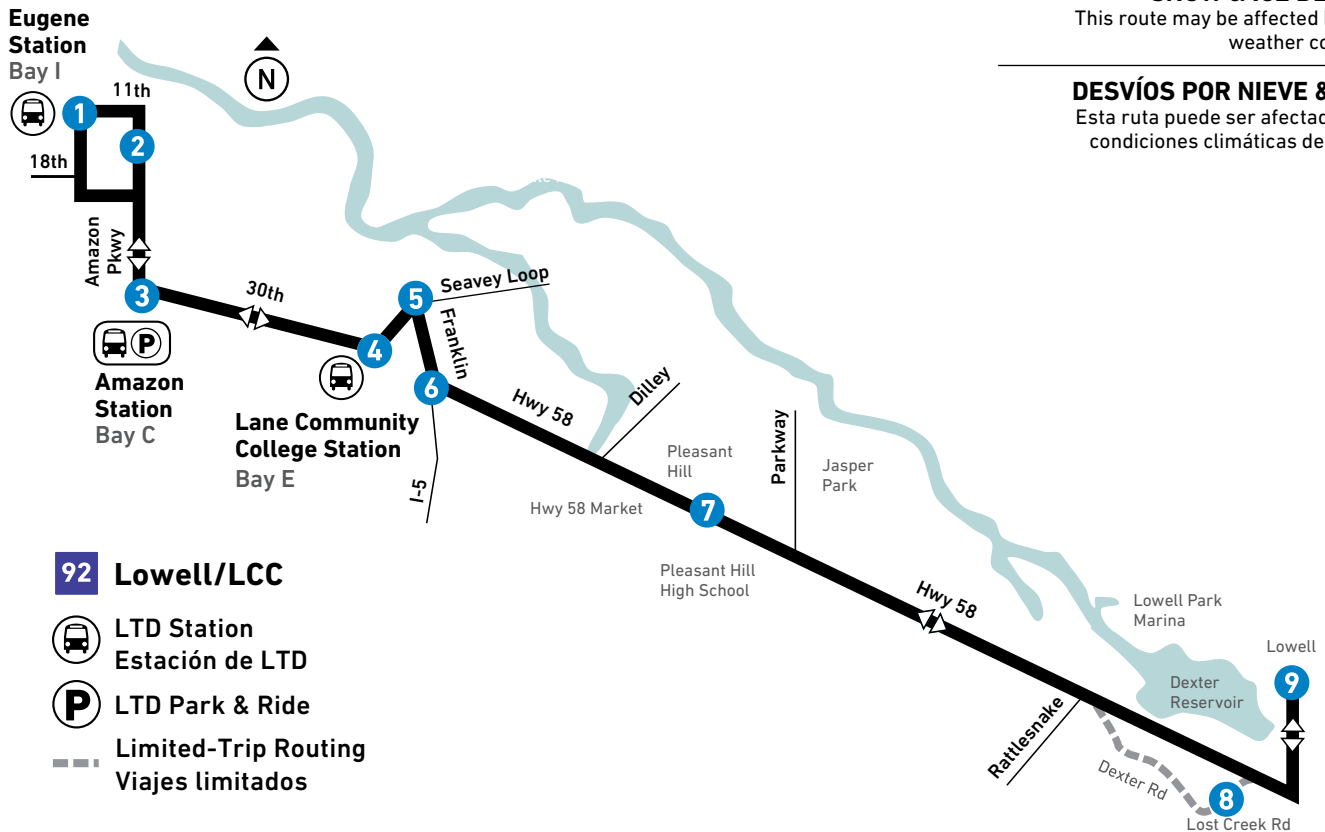 Eugene
Station
Bay I
N
11th
1
2
18th
Amazon
Pkwy
3
30th
Amazon
Station
Bay C
P
4
5
Seavey Loop
Franklin
6
Lane Community
College Station
Bay E
I-5
Hwy 58
Dilley
Pleasant
Hill
Hwy 58 Market
7
Parkway
Jasper
Park
Pleasant Hill
High School
Hwy 58
Lowell Park
Marina
Lowell
9
Dexter
Reservoir
Rattlesnake
Dexter Rd
8
Lost Creek Rd
This route may be affected
weather
DESVÍOS POR NIEVE &
Esta ruta puede ser
condiciones climáticas de
92 Lowell/LCC
LTD Station
Estación de LTD
P LTD Park & Ride
Limited-Trip Routing
Viajes limitados